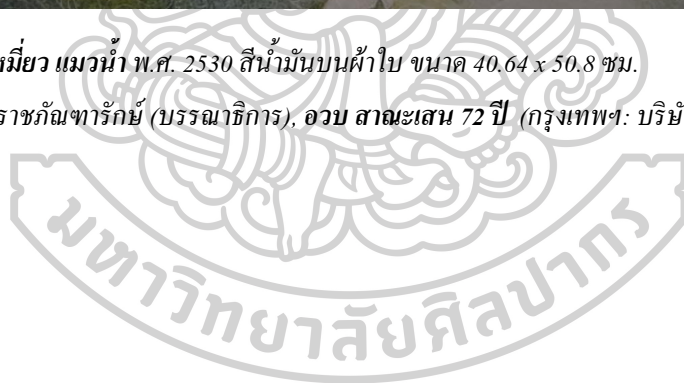 หมี่ยว แมวน้ำ พ.ศ. 2530 สีน้ำมันบนผ้าใบ ขนาด 40.64 x 50.8 ซม.
ราชภัณฑารักษ์ (บรรณาธิการ), อวบ สาณะเสน 72 ปี (กรุงเทพฯ: บริษั
มหาวิทยาลัยศิลปากร